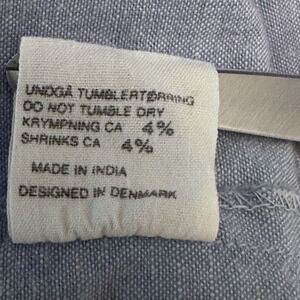 UNDGÅ TUMBLERTØRRING
DO NOT TUMBLE DRY
KRYMPNING CA 4%
SHRINKS CA 4%
MADE IN INDIA
DESIGNED IN DENMARK